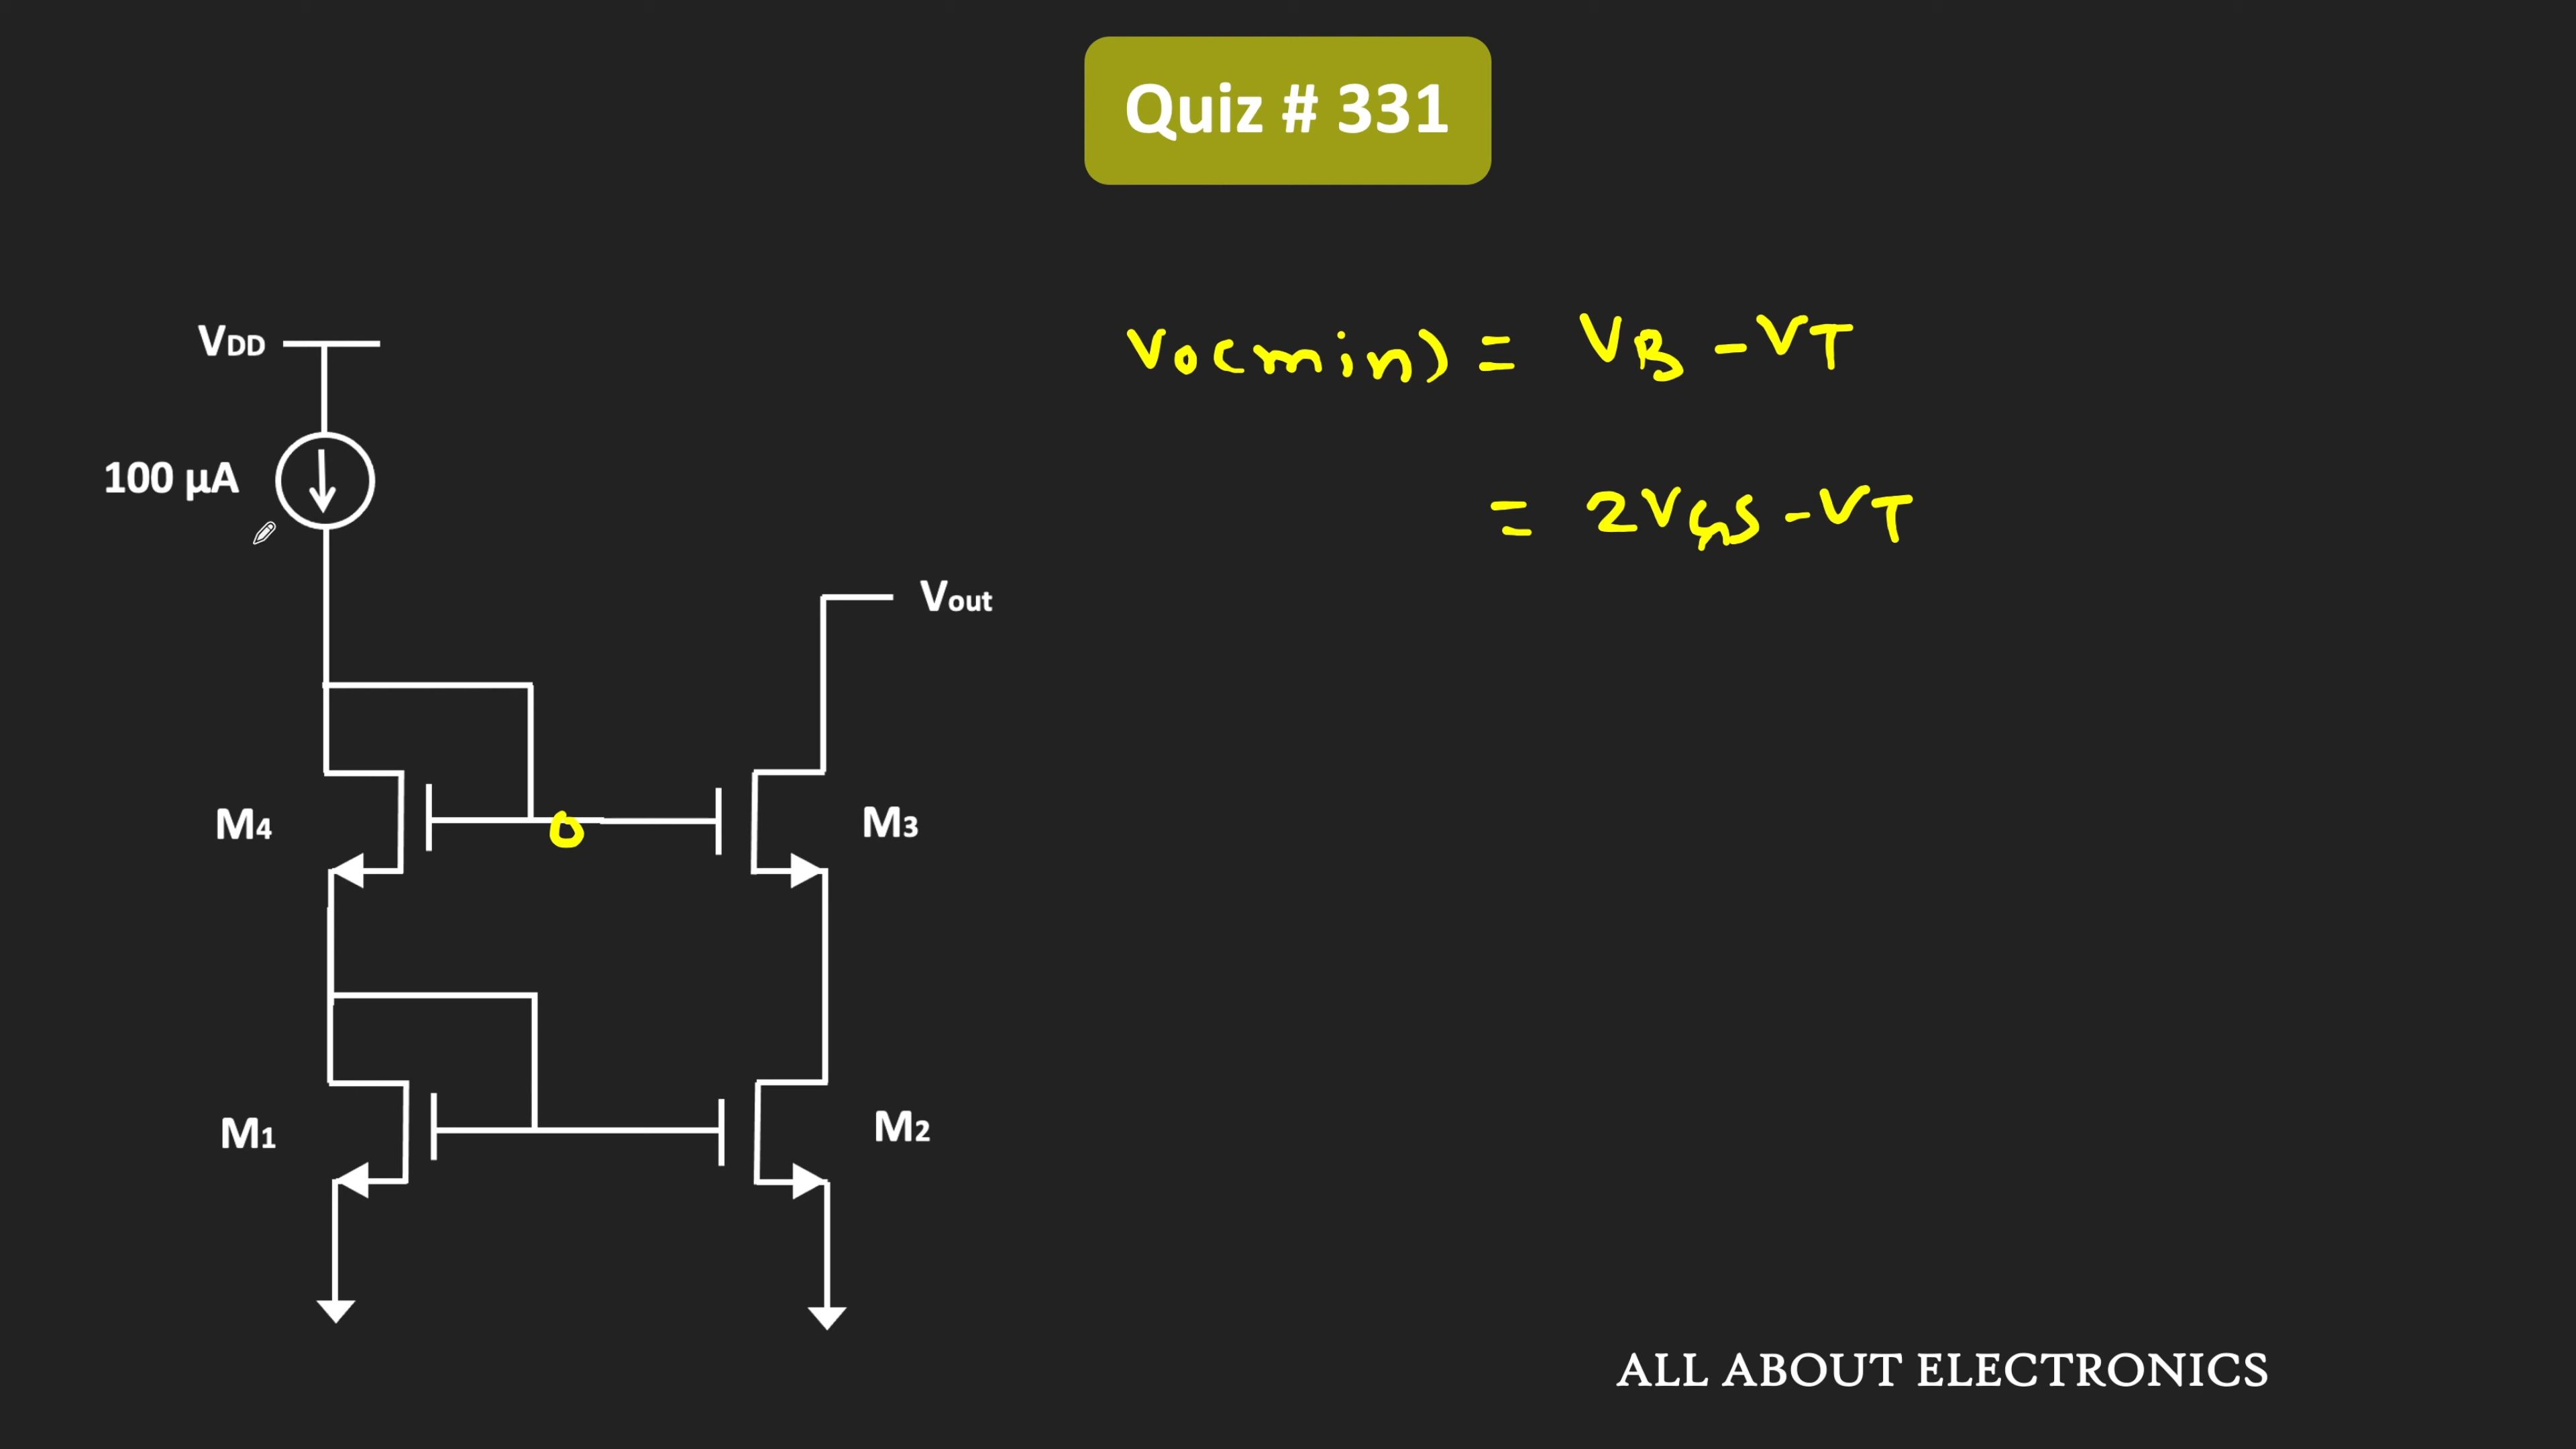 Quiz # 331
Vo(min) = VB - VT
= 2VGS - VT
VDD
100 μA
Vout
M4
M3
M1
M2
ALL ABOUT ELECTRONICS